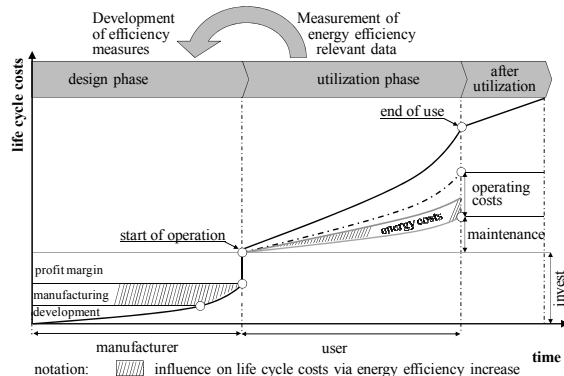 Development
of efficiency
measures
Measurement of
energy efficiency
relevant data
life cycle costs
design phase
utilization phase
after
utilization
end of use
operating
costs
energy costs
start of operation
maintenance
profit margin
manufacturing
development
invest
manufacturer
user
time
notation:
influence on life cycle costs via energy efficiency increase